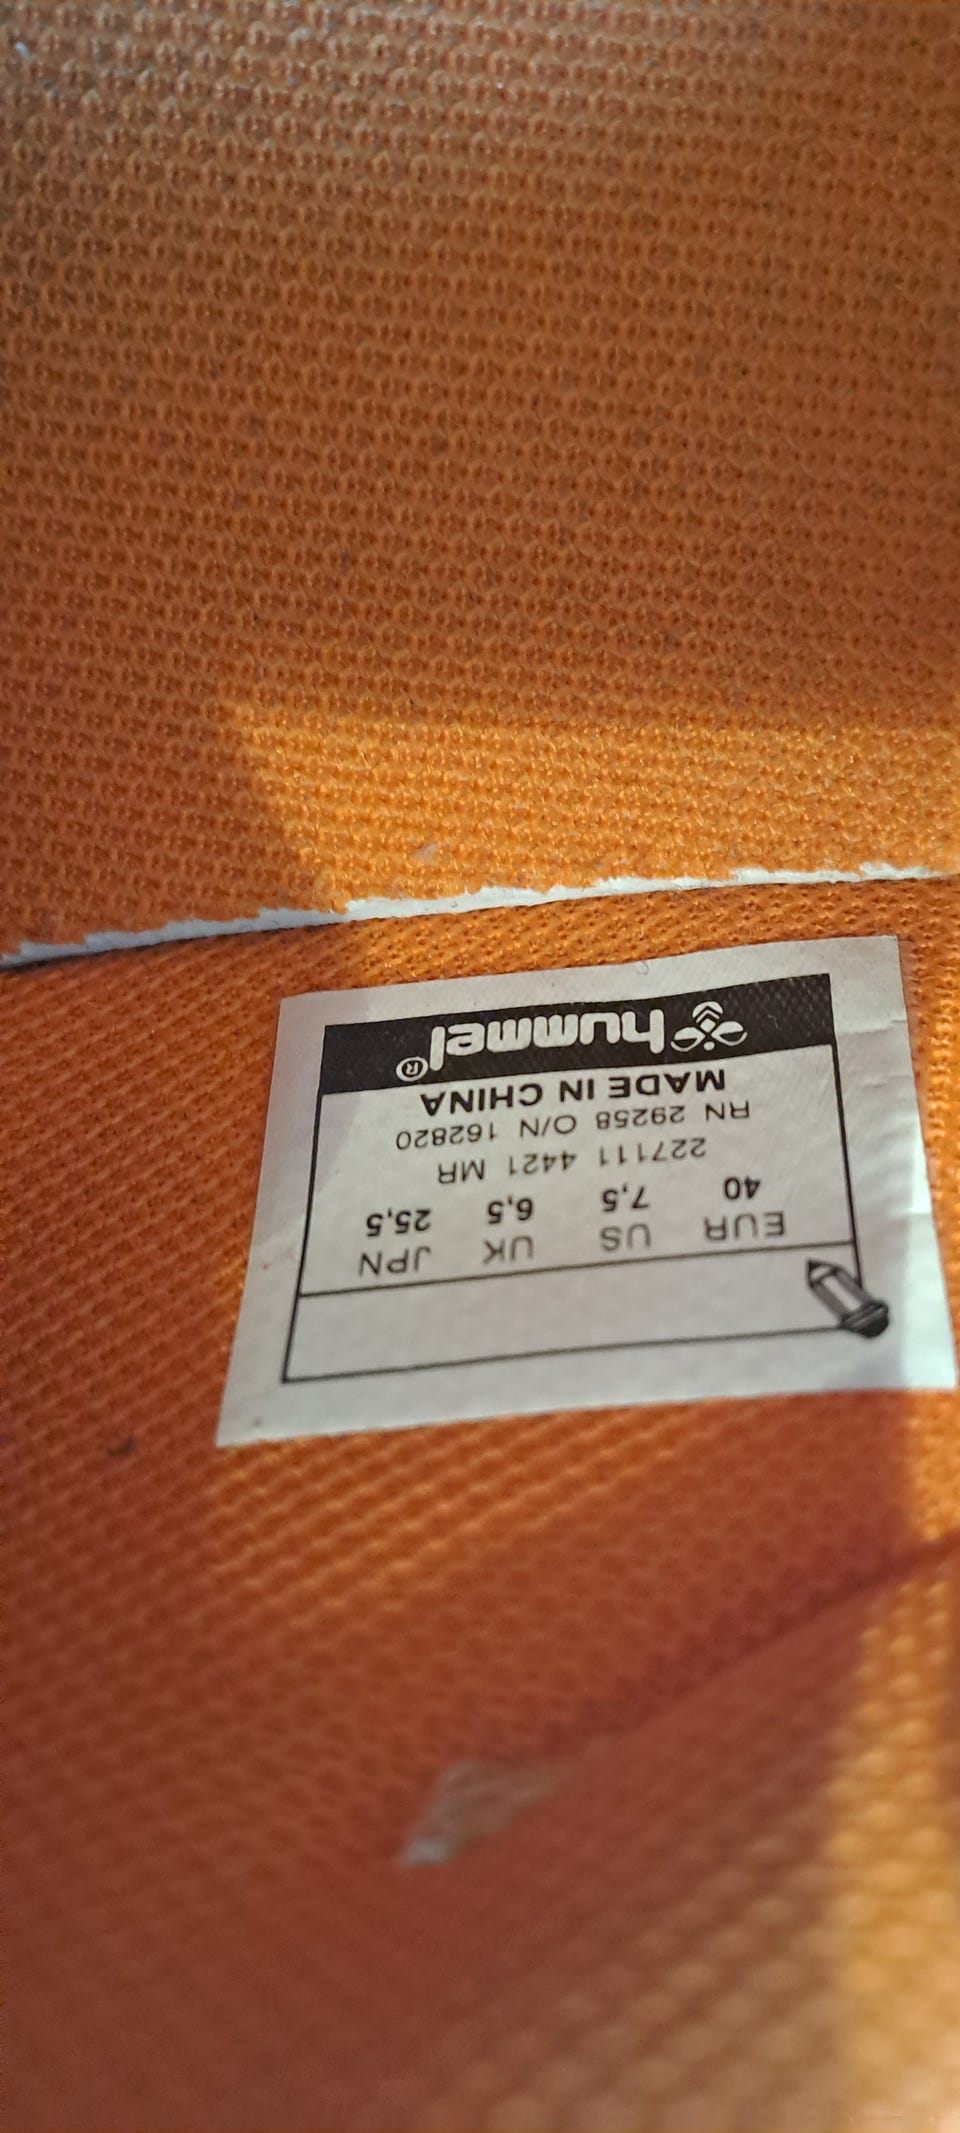 EUR US UK JPN
40 7,5 6,5 25,5
227111 4421 MR
RN 29258 O/N 162820
MADE IN CHINA
hummel®